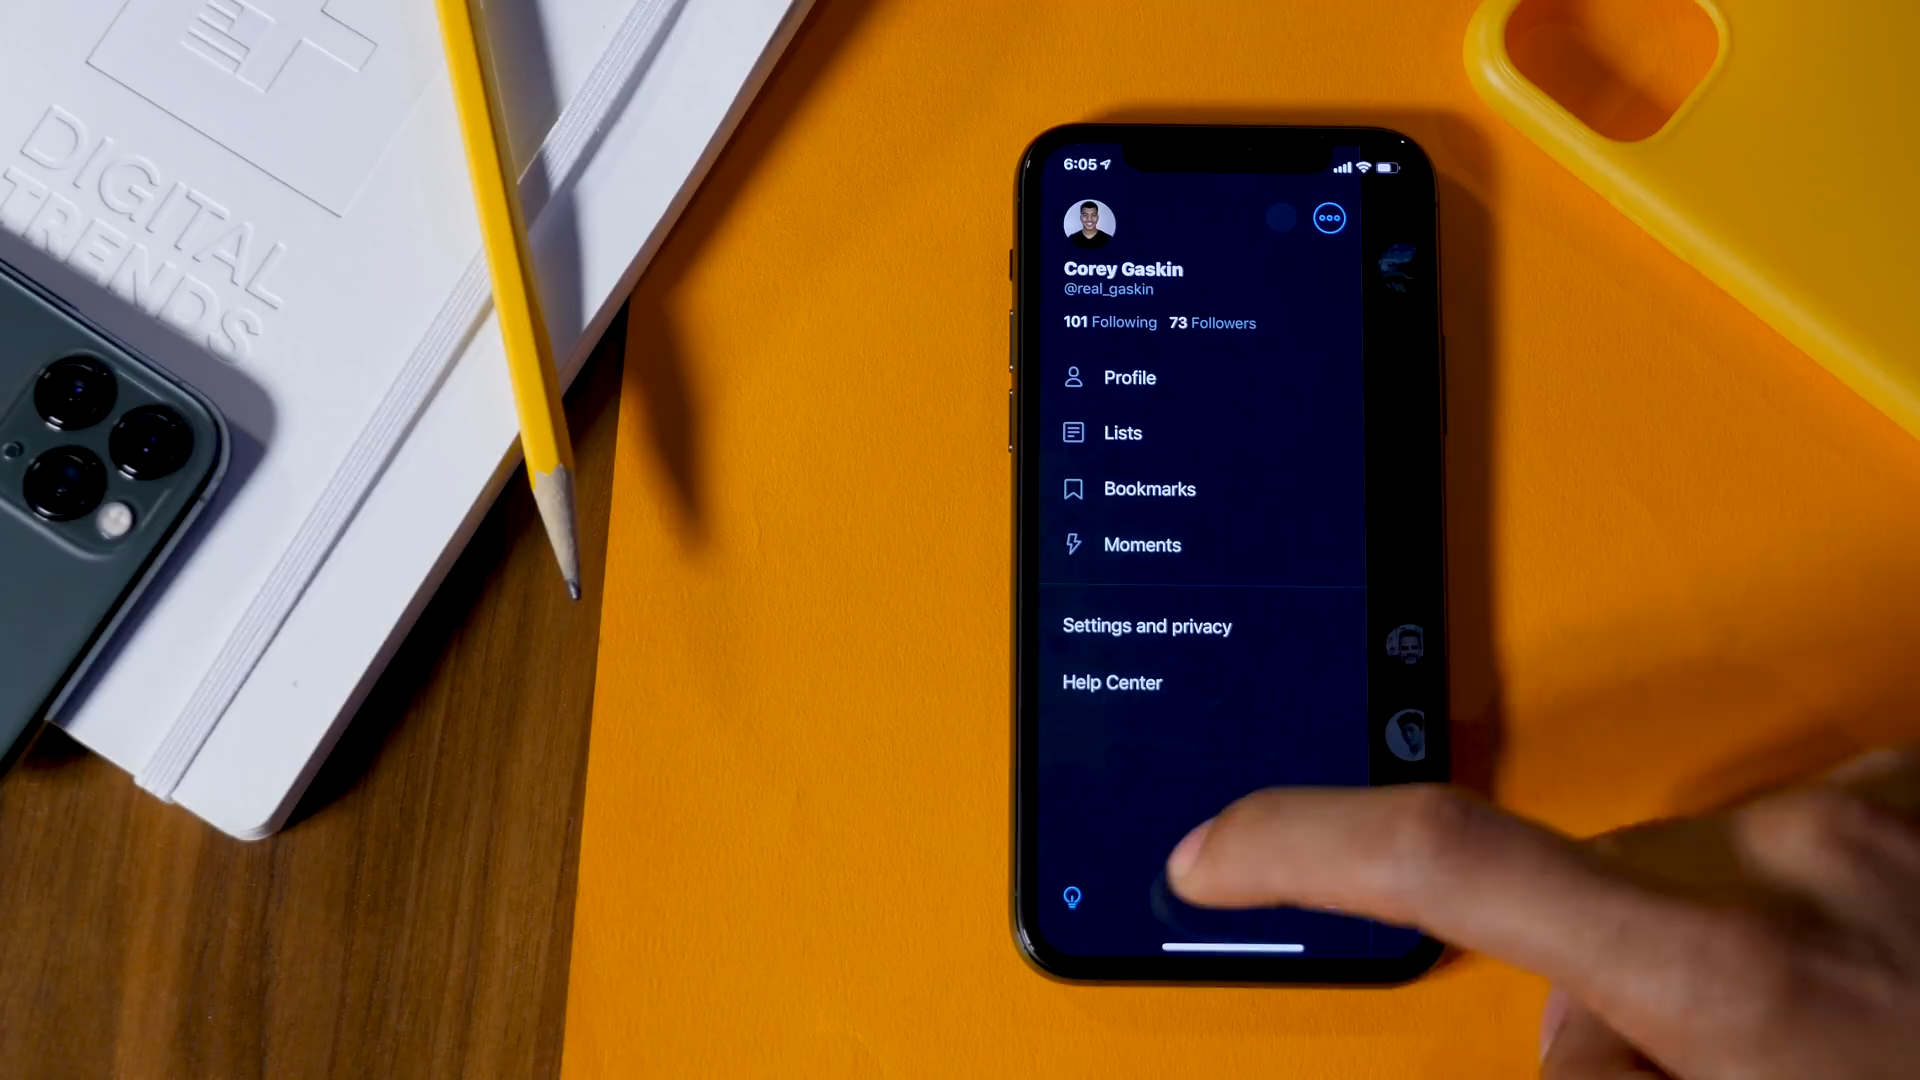 DIGITAL
TRENDS
6:05
Corey Gaskin
@real_gaskin
101 Following 73 Followers
Profile
Lists
Bookmarks
Moments
Settings and privacy
Help Center